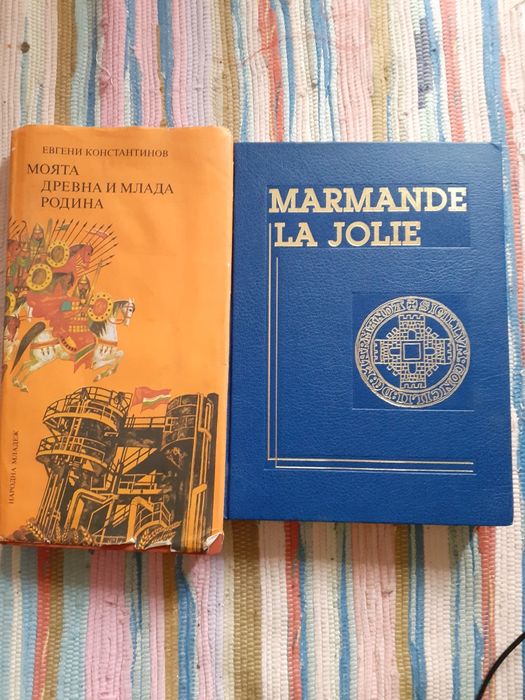 ЕВГЕНИ КОНСТАНТИНОВ
МОЯТА
ДРЕВНА И МЛАДА
РОДИНА
НАРОДНА МЛАДЕЖ
MARMANDE
LA JOLIE